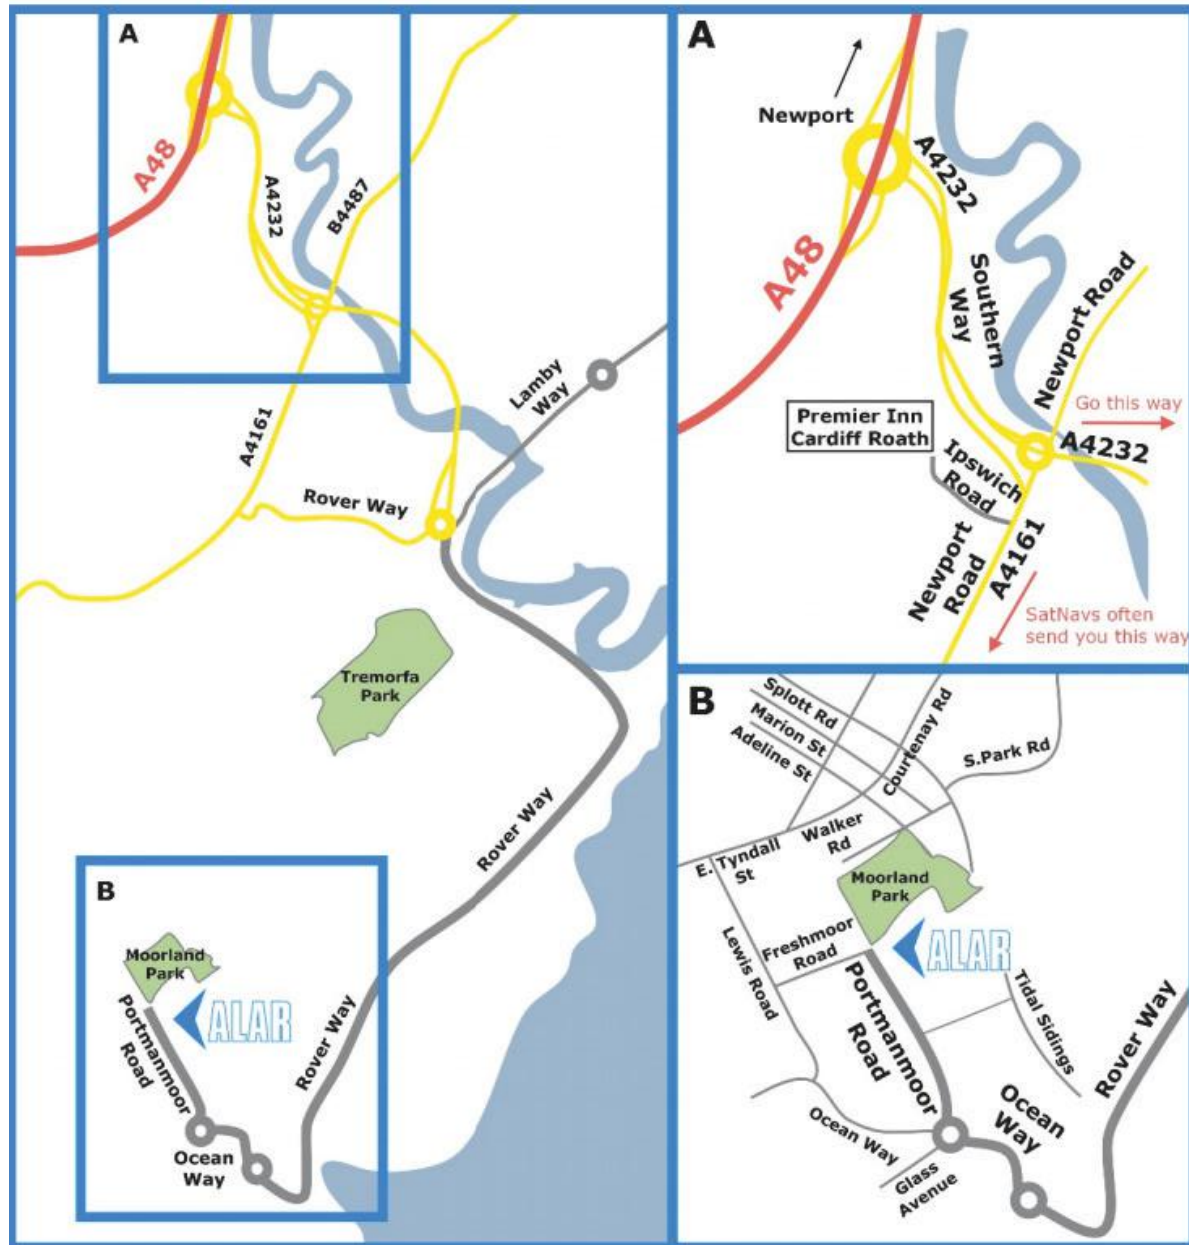 A
A48
A4232
B4487
A4161
Lamby
Way
Rover Way
Tremorfa
Park
Rover Way
B
Moorland
Park
ALAR
Portmanmoor
Road
Rover Way
Ocean
Way
A
Newport
A4232
A48
Southern
Way
Newport Road
Go this way
Premier Inn
Cardiff Roath
A4232
Ipswich
Road
Newport
Road
A4161
SatNavs often
send you this way
B
Splott Rd
Marion St
Adeline St
Courtenay Rd
S.Park Rd
Walker
Rd
E. Tyndall
St
Moorland
Park
Lewis Road
Freshmoor
Road
ALAR
Portmanmoor
Road
Tidal Sidings
Rover Way
Ocean
Way
Ocean Way
Glass
Avenue